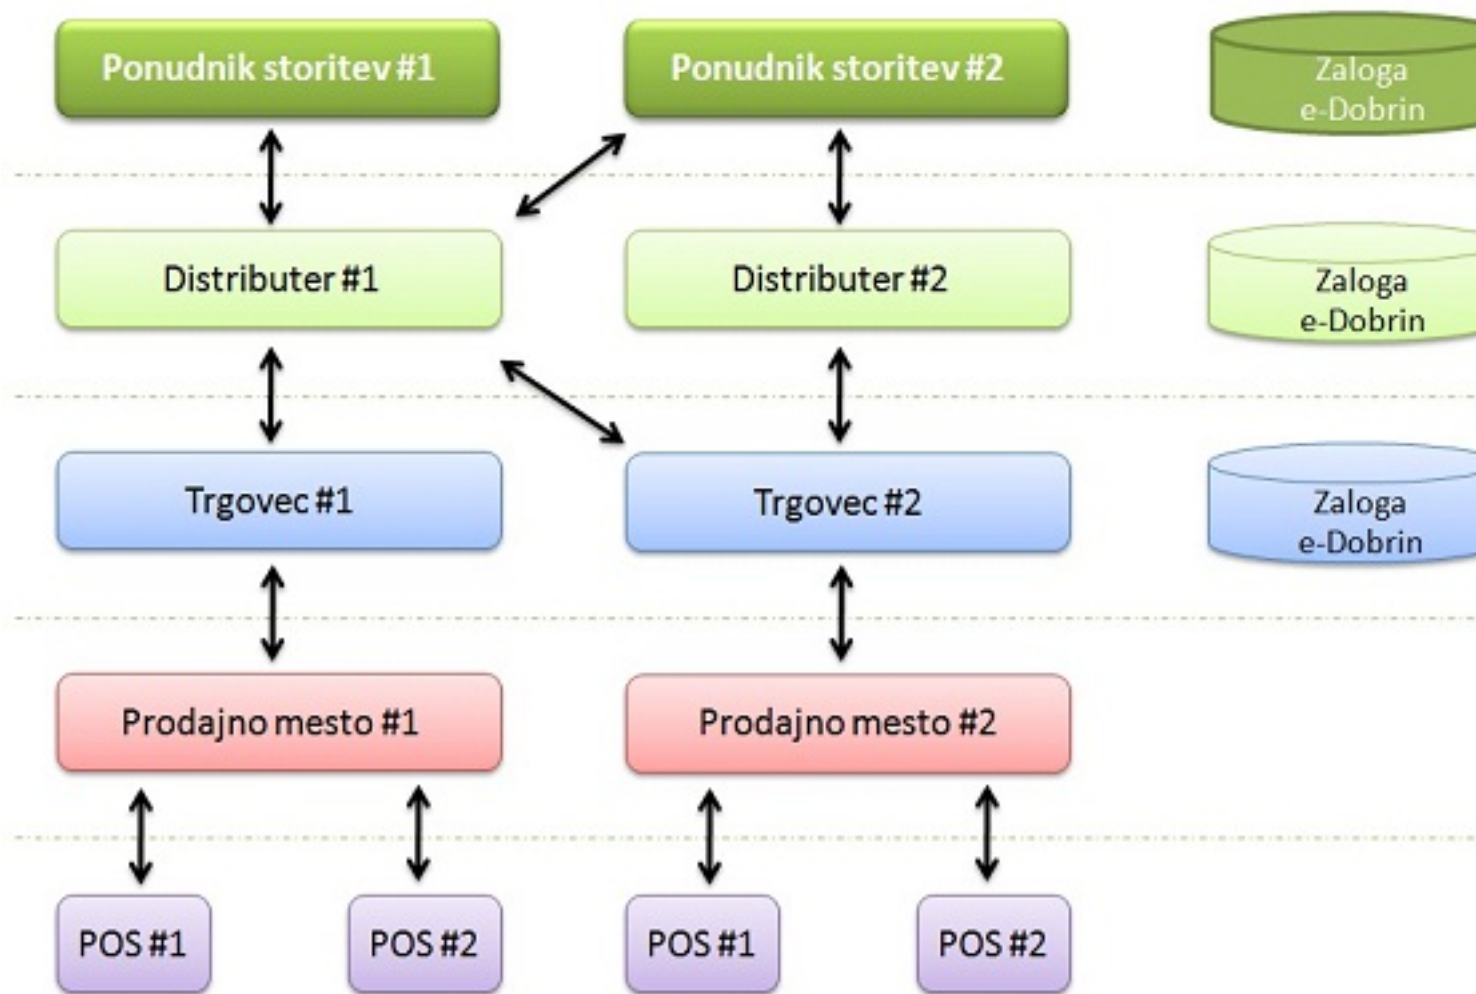 Ponudnik storitev #1
Ponudnik storitev #2
Zaloga
e-Dobrin
Distributer #1
Distributer #2
Zaloga
e-Dobrin
Trgovec #1
Trgovec #2
Zaloga
e-Dobrin
Prodajno mesto #1
Prodajno mesto #2
POS #1
POS #2
POS #1
POS #2